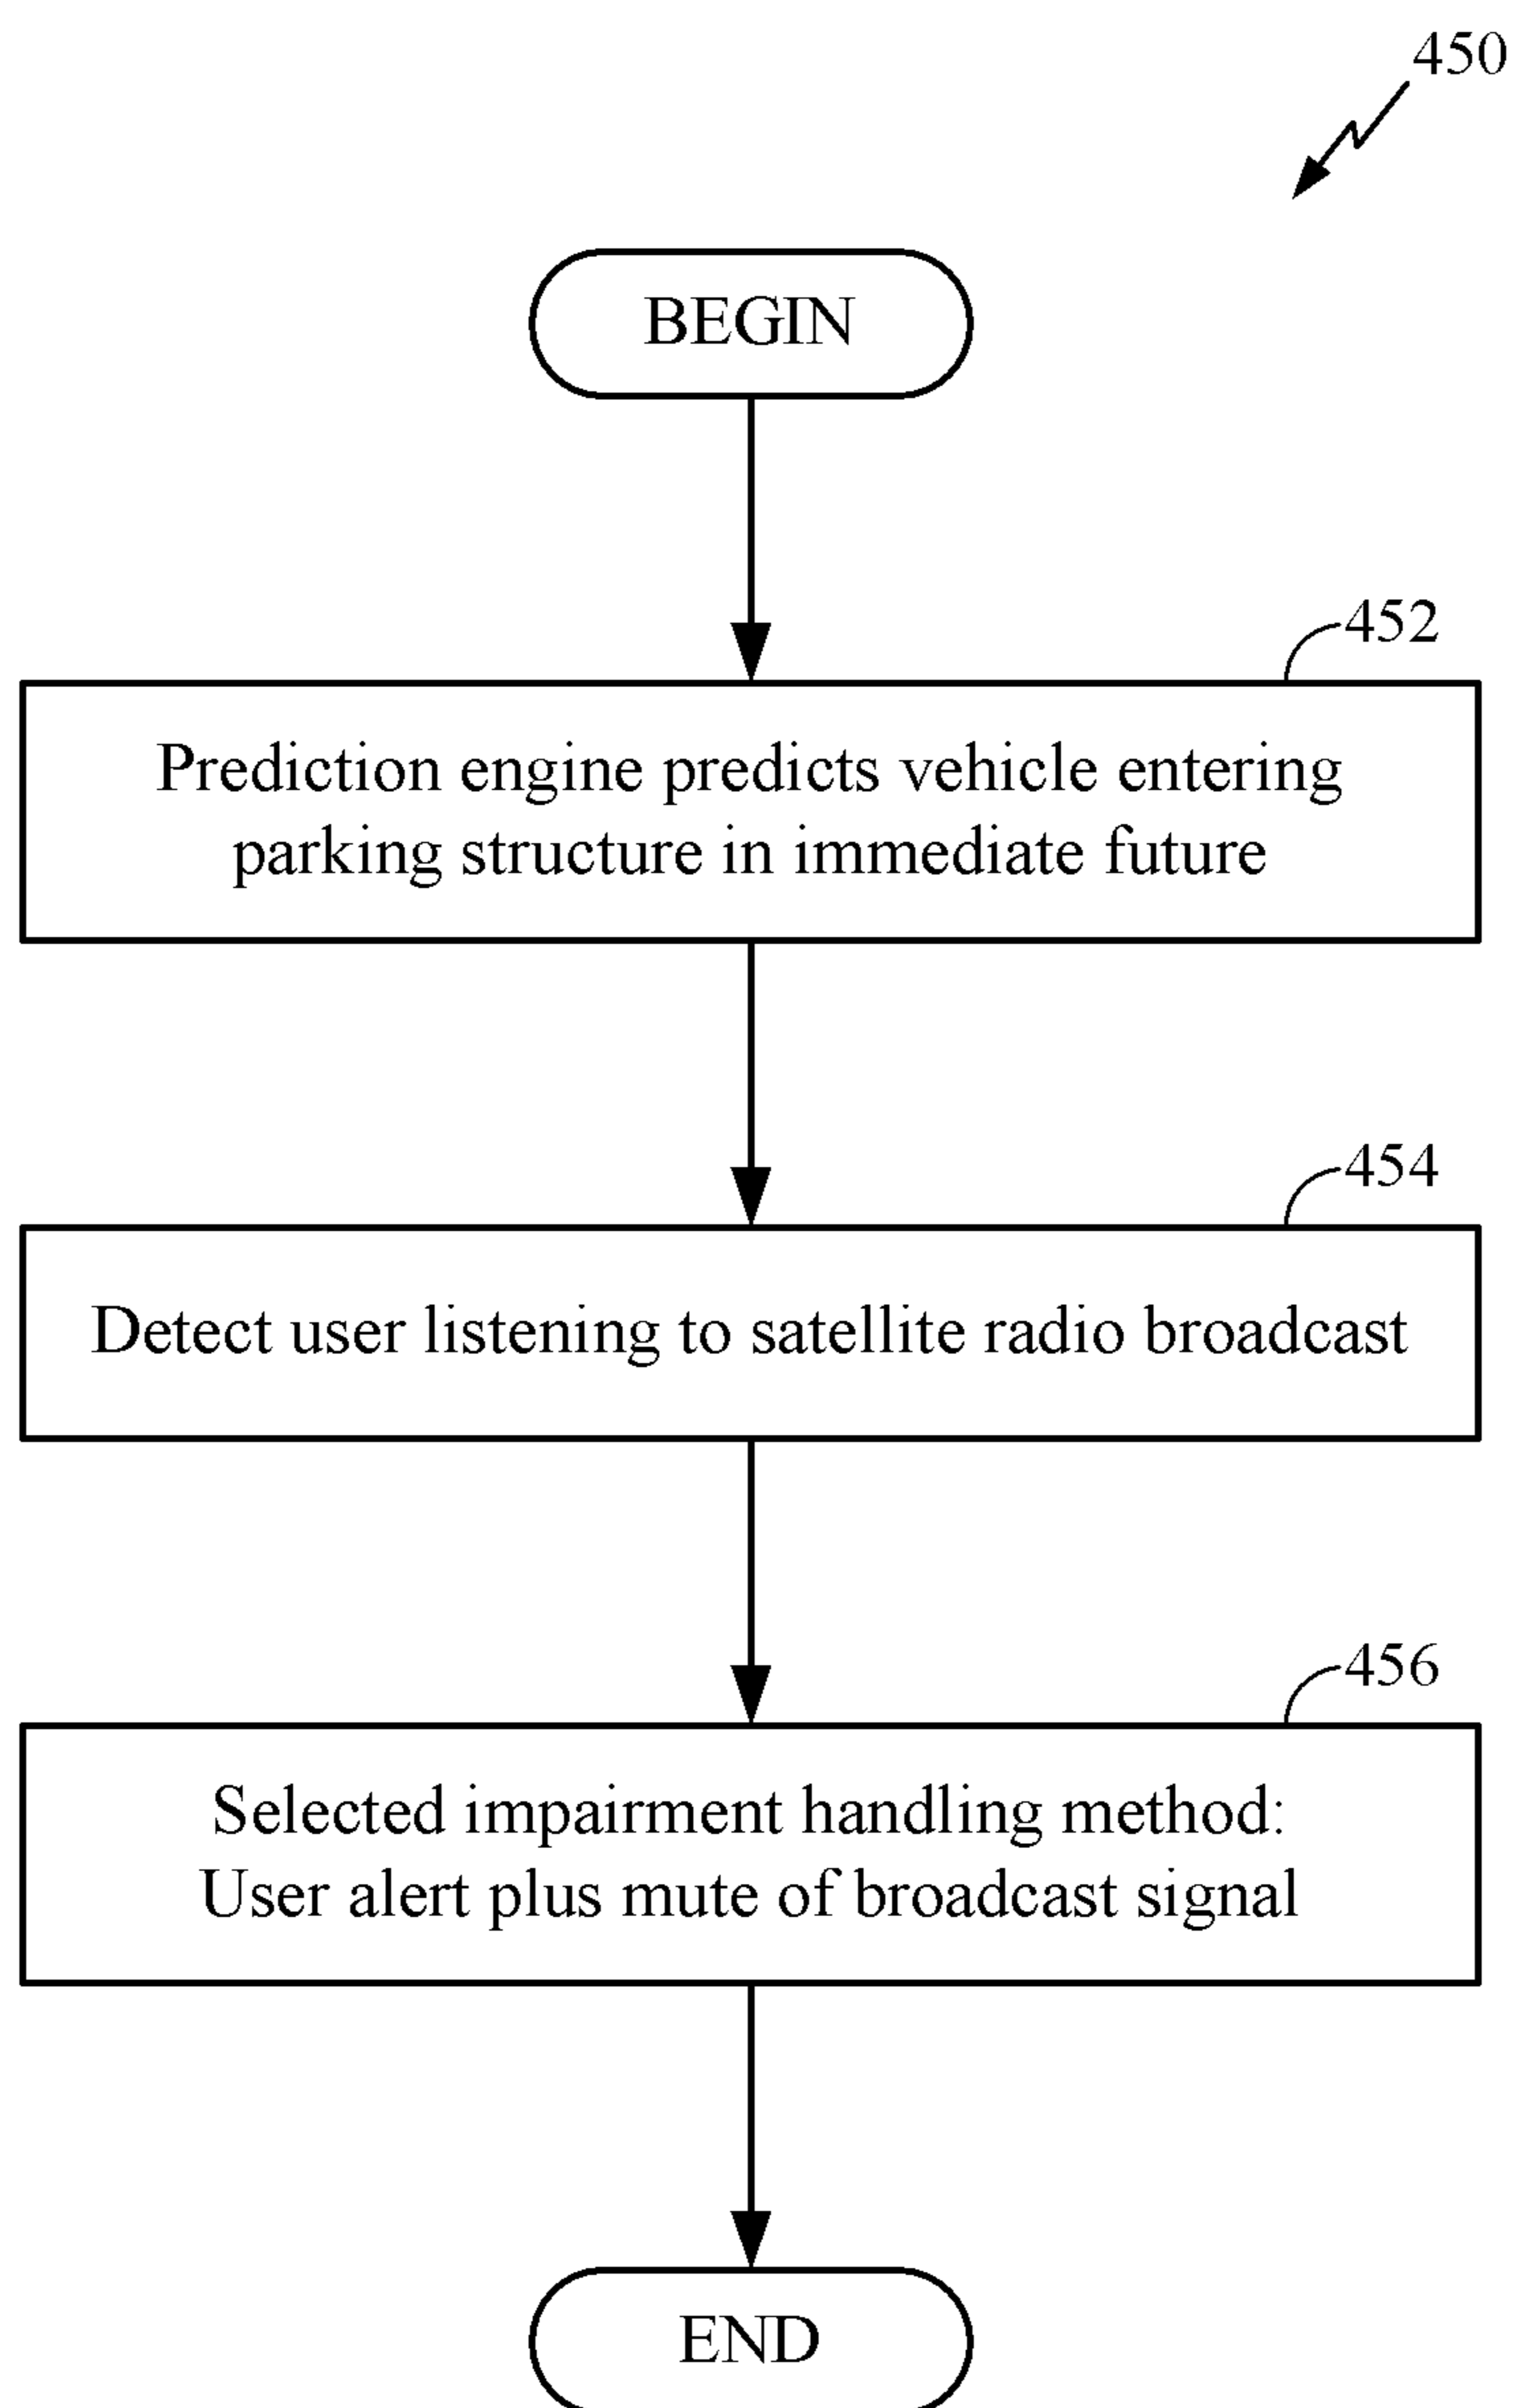 450
BEGIN
452
Prediction engine predicts vehicle entering
parking structure in immediate future
454
Detect user listening to satellite radio broadcast
456
Selected impairment handling method:
User alert plus mute of broadcast signal
END